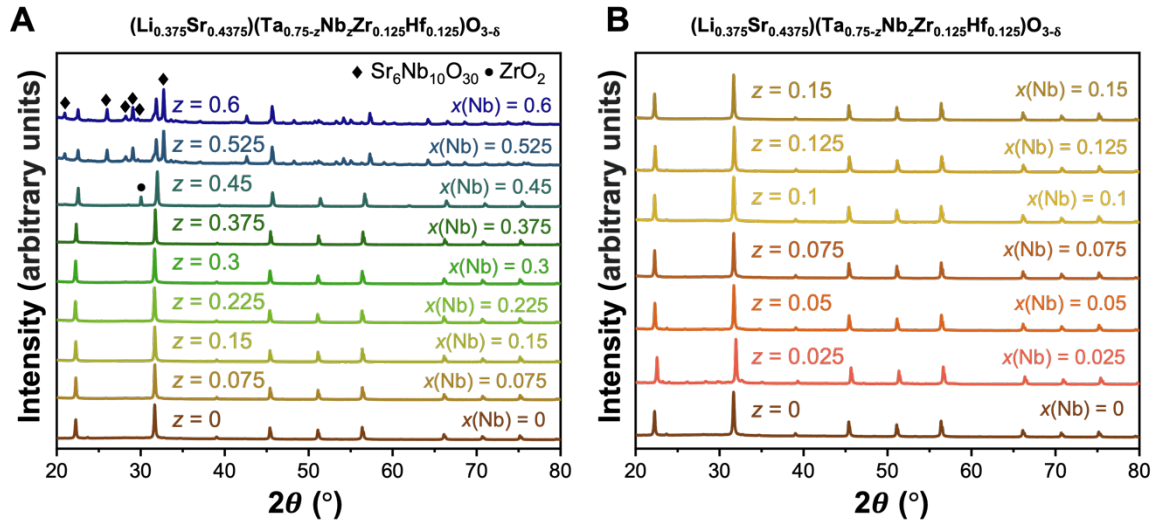 A
(Li0.375Sr0.4375)(Ta0.75-zNbzZr0.125Hf0.125)O3-δ
♦ Sr6Nb10O30 ● ZrO2
z = 0.6 x(Nb) = 0.6
z = 0.525 x(Nb) = 0.525
z = 0.45 x(Nb) = 0.45
z = 0.375 x(Nb) = 0.375
z = 0.3 x(Nb) = 0.3
z = 0.225 x(Nb) = 0.225
z = 0.15 x(Nb) = 0.15
z = 0.075 x(Nb) = 0.075
z = 0 x(Nb) = 0
Intensity (arbitrary units)
20 30 40 50 60 70 80
2θ (°)
B
(Li0.375Sr0.4375)(Ta0.75-zNbzZr0.125Hf0.125)O3-δ
z = 0.15 x(Nb) = 0.15
z = 0.125 x(Nb) = 0.125
z = 0.1 x(Nb) = 0.1
z = 0.075 x(Nb) = 0.075
z = 0.05 x(Nb) = 0.05
z = 0.025 x(Nb) = 0.025
z = 0 x(Nb) = 0
Intensity (arbitrary units)
20 30 40 50 60 70 80
2θ (°)